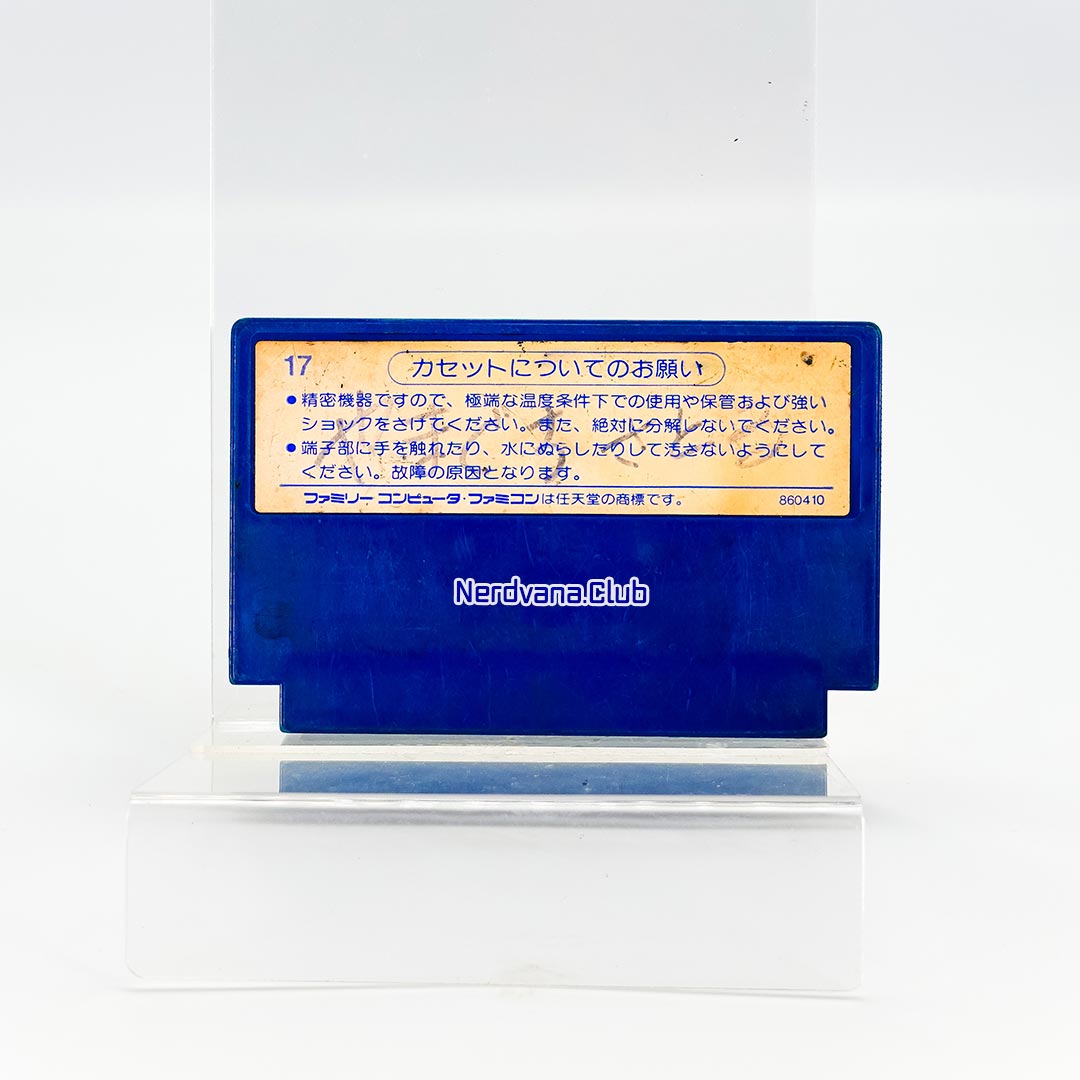 17
カセットについてのお願い
●精密機器ですので、極端な温度条件下での使用や保管および強い
ショックをさけてください。また、絶対に分解しないでください。
●端子部に手を触れたり、水にぬらしたりして汚さないようにして
ください。故障の原因となります。
ファミリーコンピュータ・ファミコンは任天堂の商標です。 860410
Nerdvana.Club